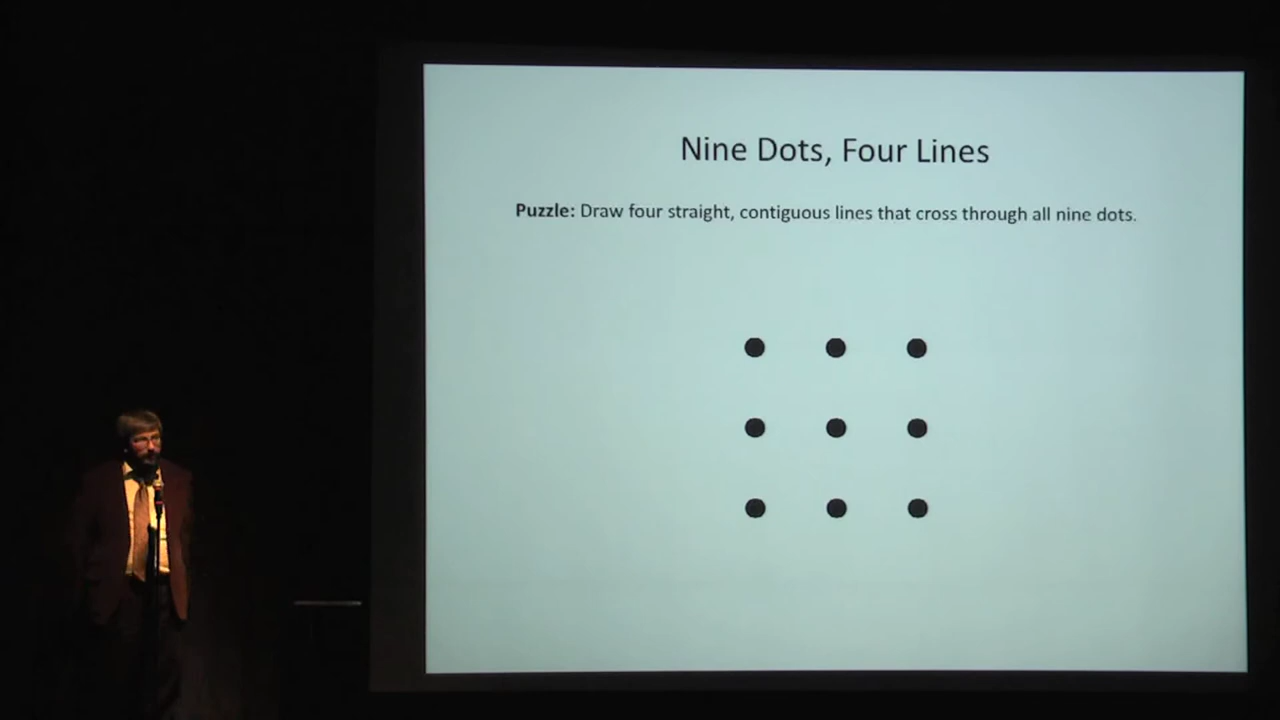 Nine Dots, Four Lines
Puzzle: Draw four straight, contiguous lines that cross through all nine dots.